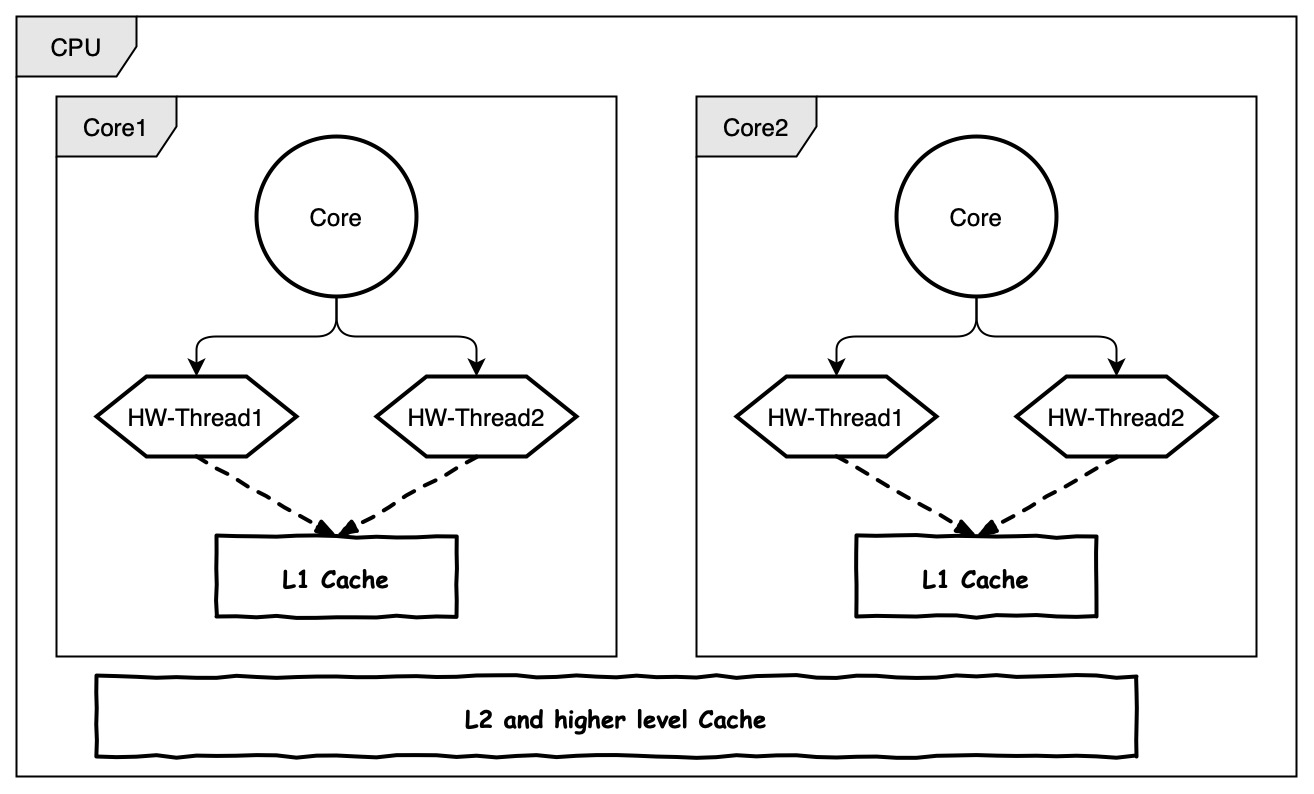 CPU
Core1
Core
HW-Thread1
HW-Thread2
L1 Cache
Core2
Core
HW-Thread1
HW-Thread2
L1 Cache
L2 and higher level Cache